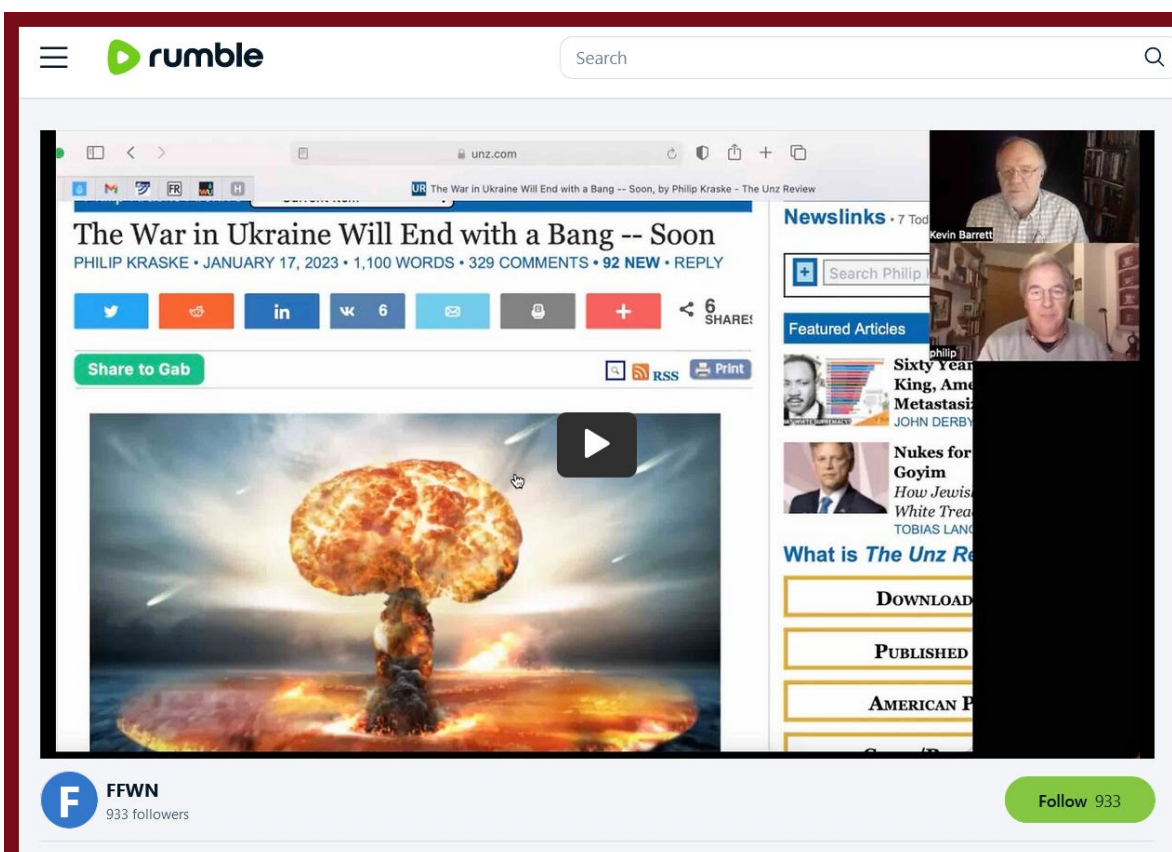 rumble
Search
unz.com
FR
H
UR The War in Ukraine Will End with a Bang -- Soon, by Philip Kraske - The Unz Review
The War in Ukraine Will End with a Bang -- Soon
PHILIP KRASKE • JANUARY 17, 2023 • 1,100 WORDS • 329 COMMENTS • 92 NEW • REPLY
in
6
6
SHARES
Share to Gab
RSS
Print
Newslinks • 7 Tod
Kevin Barrett
Search Philip
Featured Articles
philip
Sixty Year
King, Ame
Metastasi
JOHN DERBY
Nukes for
Goyim
How Jewis
White Trea
TOBIAS LANG
What is The Unz Re
DOWNLOAD
PUBLISHED
AMERICAN P
F
FFWN
933 followers
Follow 933